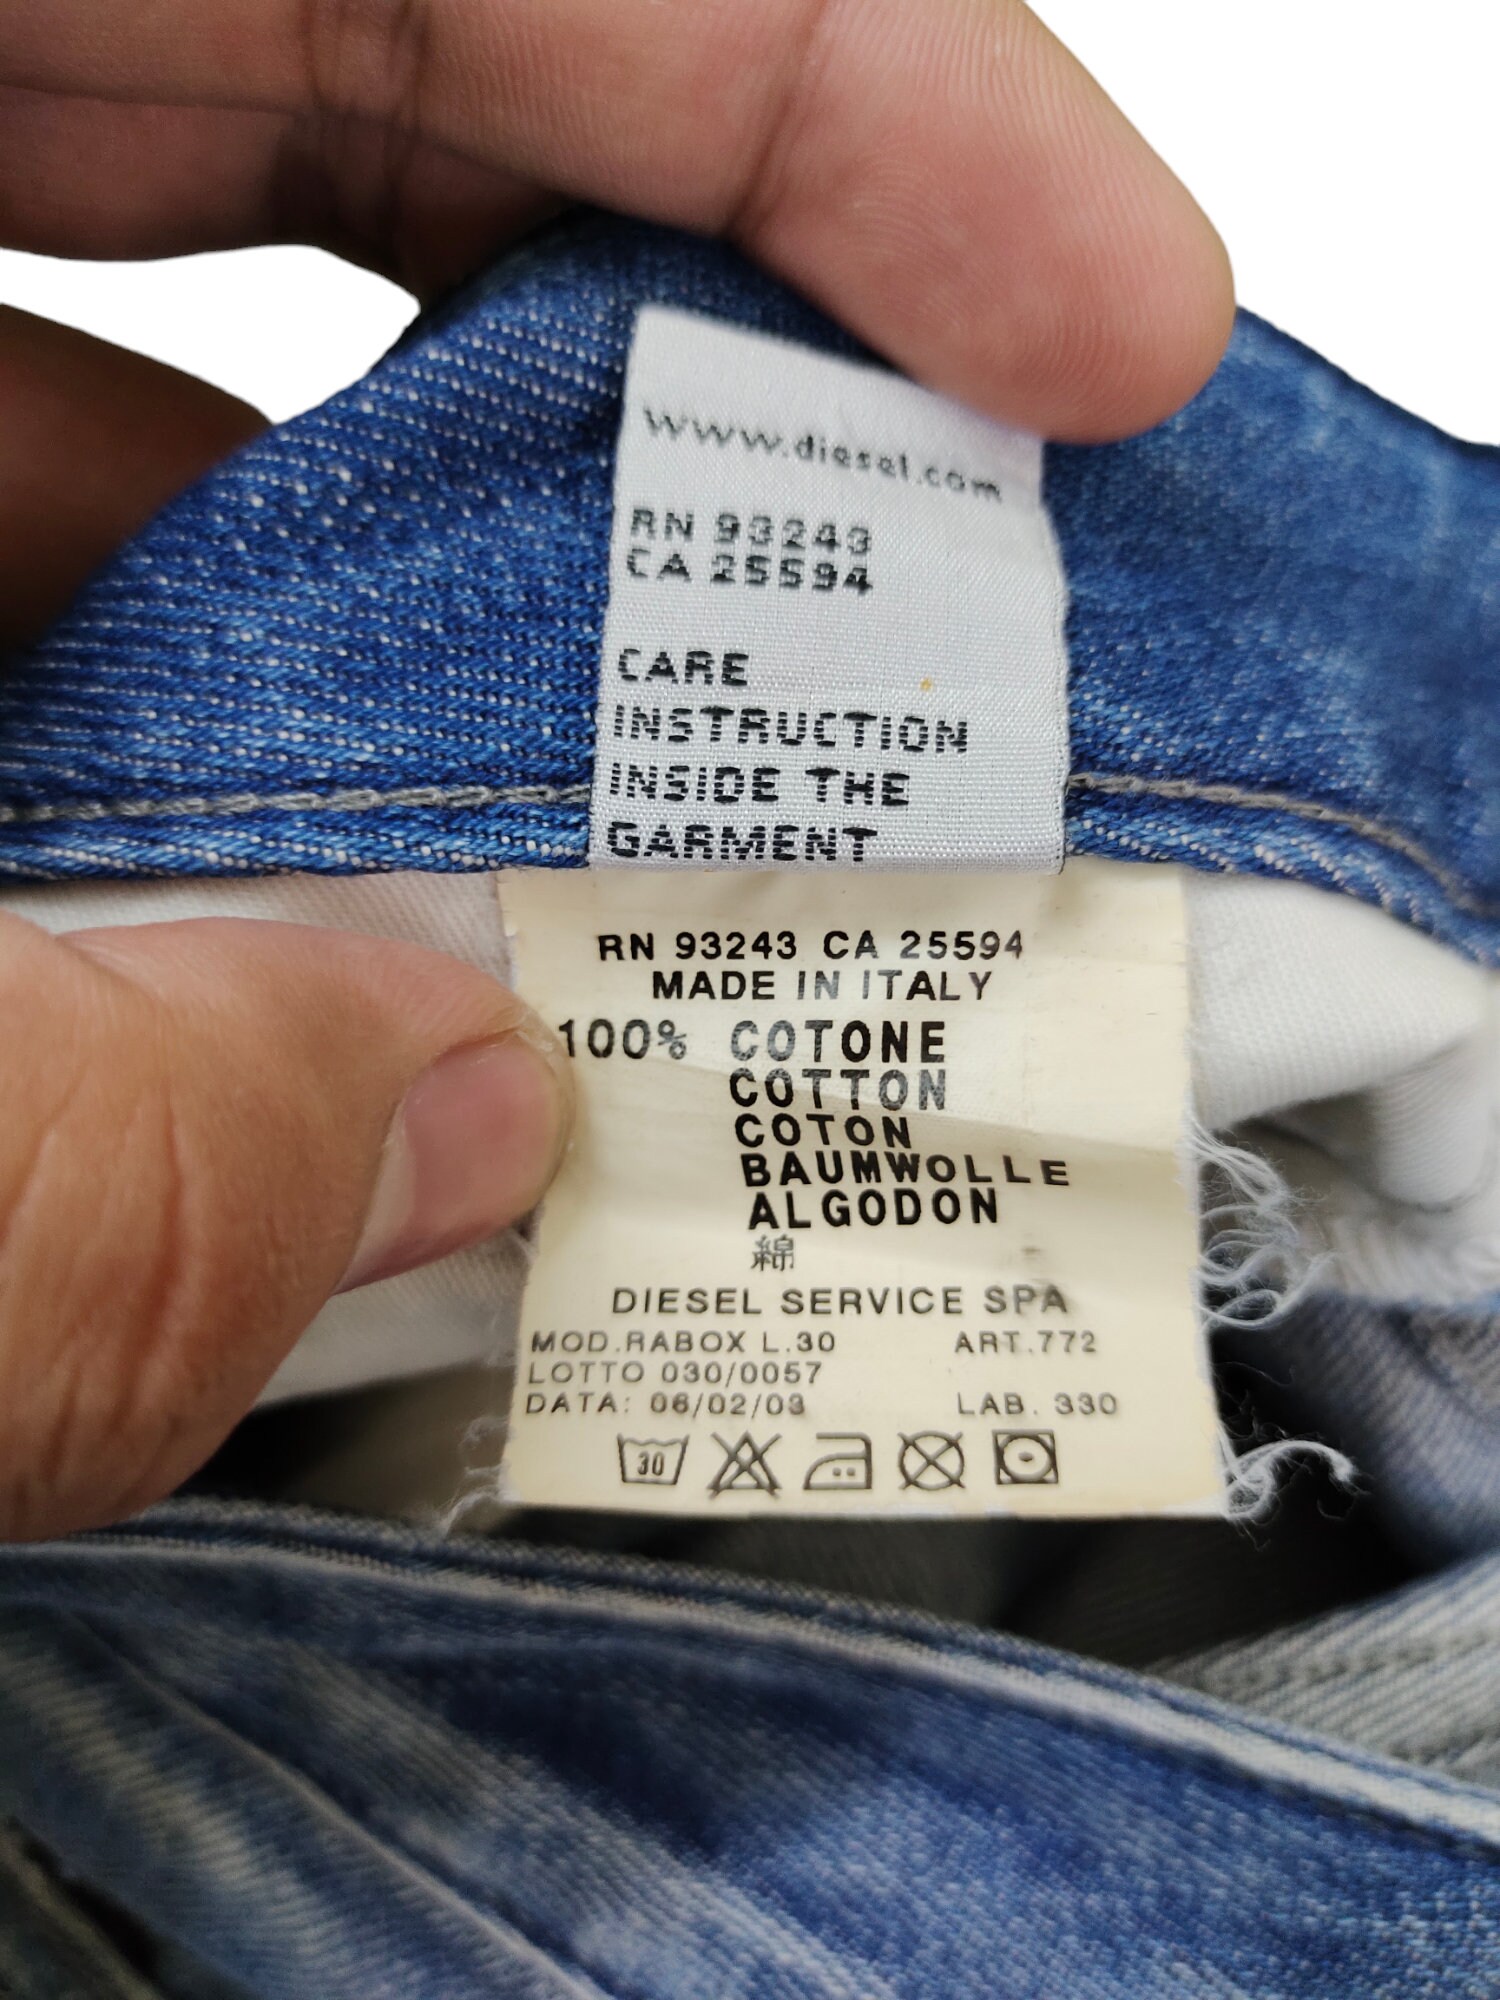 www.diesel.com
RN 93243
CA 25594
CARE
INSTRUCTION
INSIDE THE
GARMENT
RN 93243 CA 25594
MADE IN ITALY
100% COTONE
COTTON
COTON
BAUMWOLLE
ALGODON
綿
DIESEL SERVICE SPA
MOD.RABOX L.30 ART.772
LOTTO 030/0057
DATA: 06/02/03 LAB. 330
30